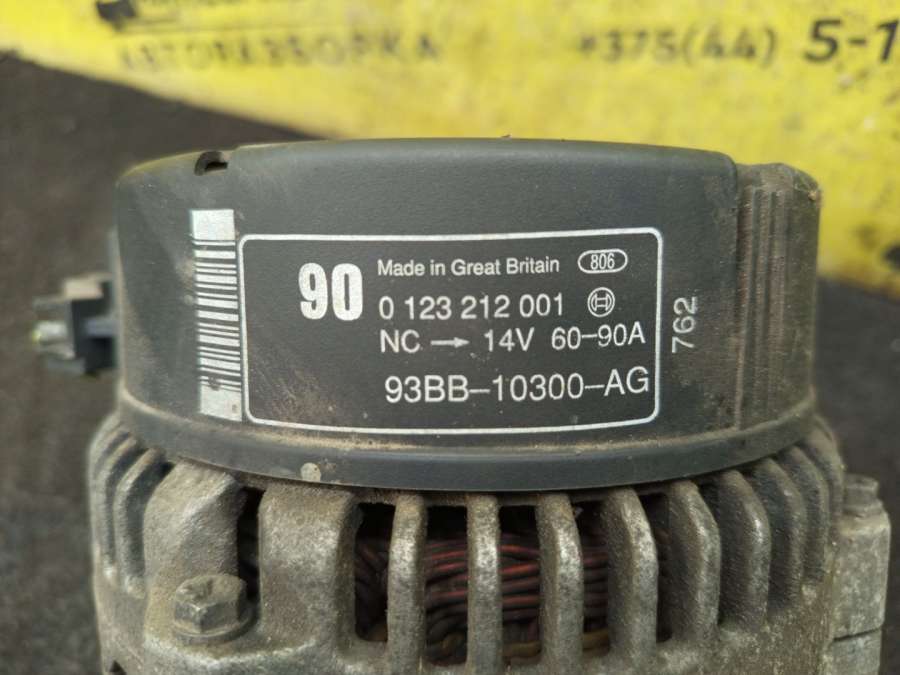 АВТОРАЗБОРКА
+375(44) 5-1
90
Made in Great Britain 806
0 123 212 001
NC → 14V 60-90A
93BB-10300-AG
762